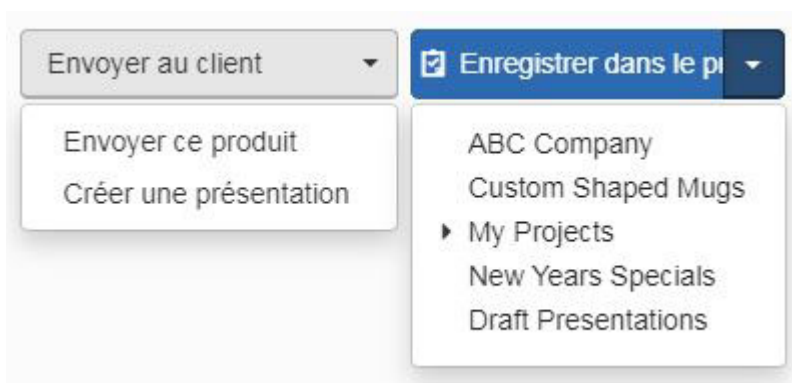 Envoyer au client
Enregistrer dans le
Envoyer ce produit
Créer une présentation
ABC Company
Custom Shaped Mugs
My Projects
New Years Specials
Draft Presentations